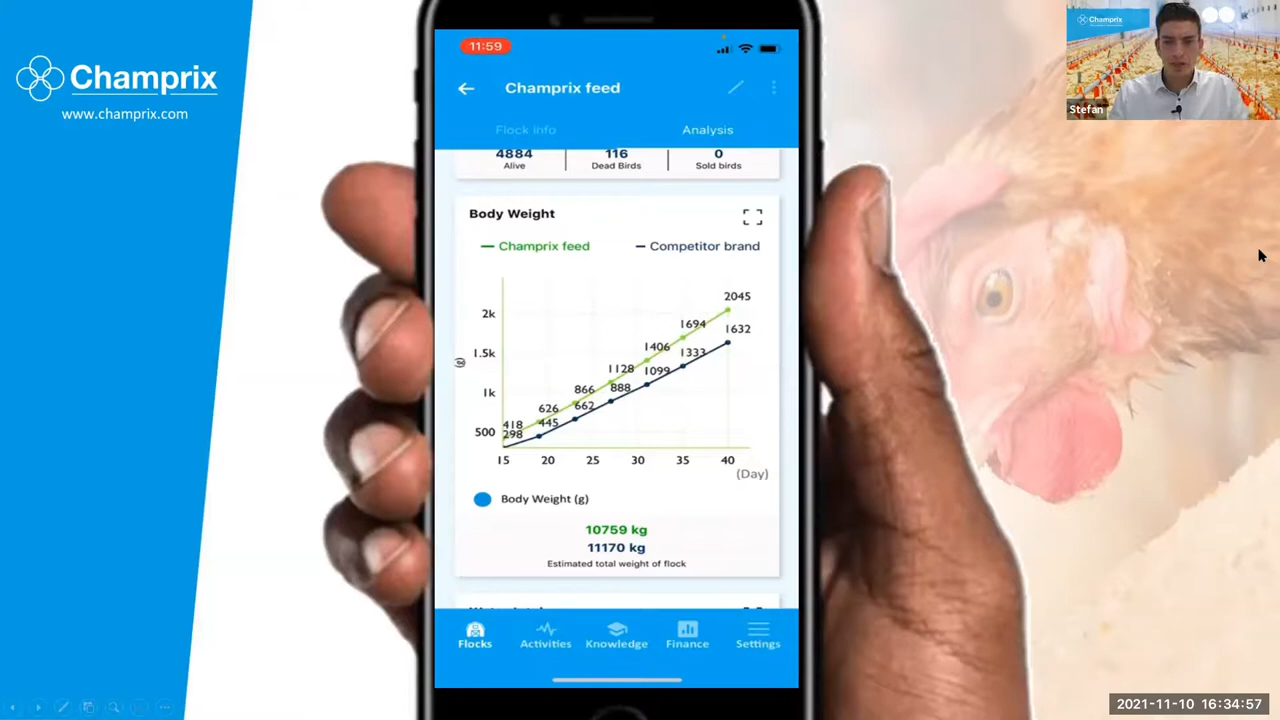 Champrix
www.champrix.com
11:59
Champrix feed
Flock info
Analysis
4884
116
0
Alive
Dead Birds
Sold birds
Body Weight
Champrix feed
Competitor brand
(g)
2k
1.5k
1k
500
2045
1694
1632
1406
1333
1128
1099
866
888
626
662
418
445
298
15
20
25
30
35
40
(Day)
Body Weight (g)
10759 kg
11170 kg
Estimated total weight of flock
Flocks
Activities
Knowledge
Finance
Settings
Champrix
Stefan
2021-11-10 16:34:57